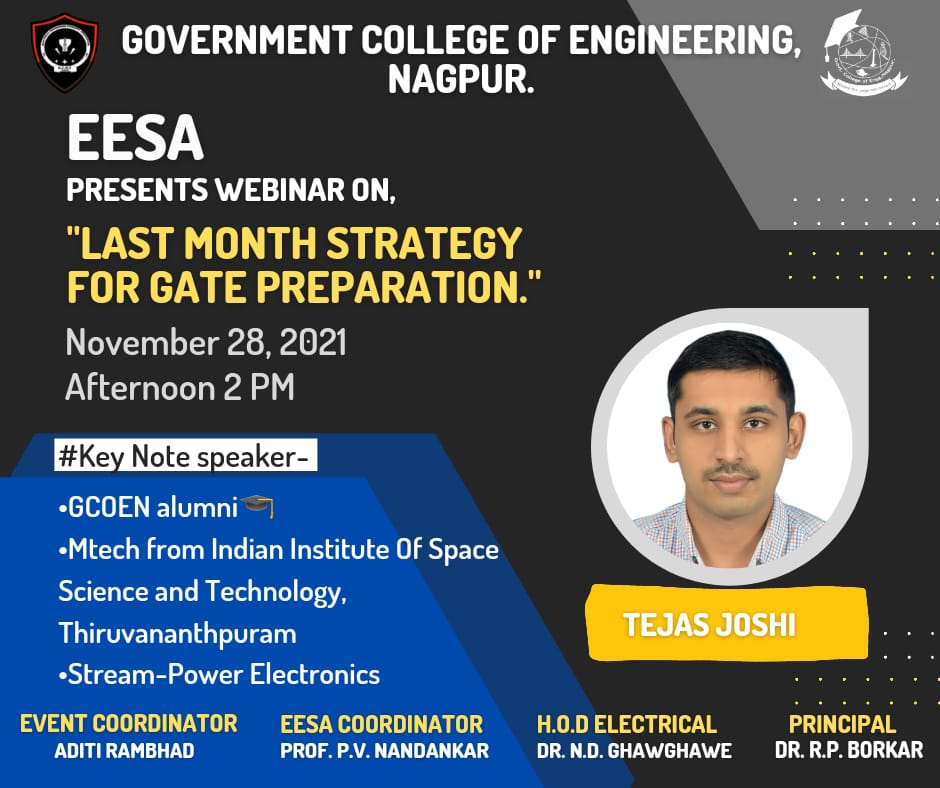 GOVERNMENT COLLEGE OF ENGINEERING,
NAGPUR.
EESA
PRESENTS WEBINAR ON,
"LAST MONTH STRATEGY
FOR GATE PREPARATION."
November 28, 2021
Afternoon 2 PM
#Key Note speaker-
•GCOEN alumni🎓
•Mtech from Indian Institute Of Space
Science and Technology,
Thiruvananthpuram
•Stream-Power Electronics
TEJAS JOSHI
EVENT COORDINATOR
ADITI RAMBHAD
EESA COORDINATOR
PROF. P.V. NANDANKAR
H.O.D ELECTRICAL
DR. N.D. GHAWGHAWE
PRINCIPAL
DR. R.P. BORKAR